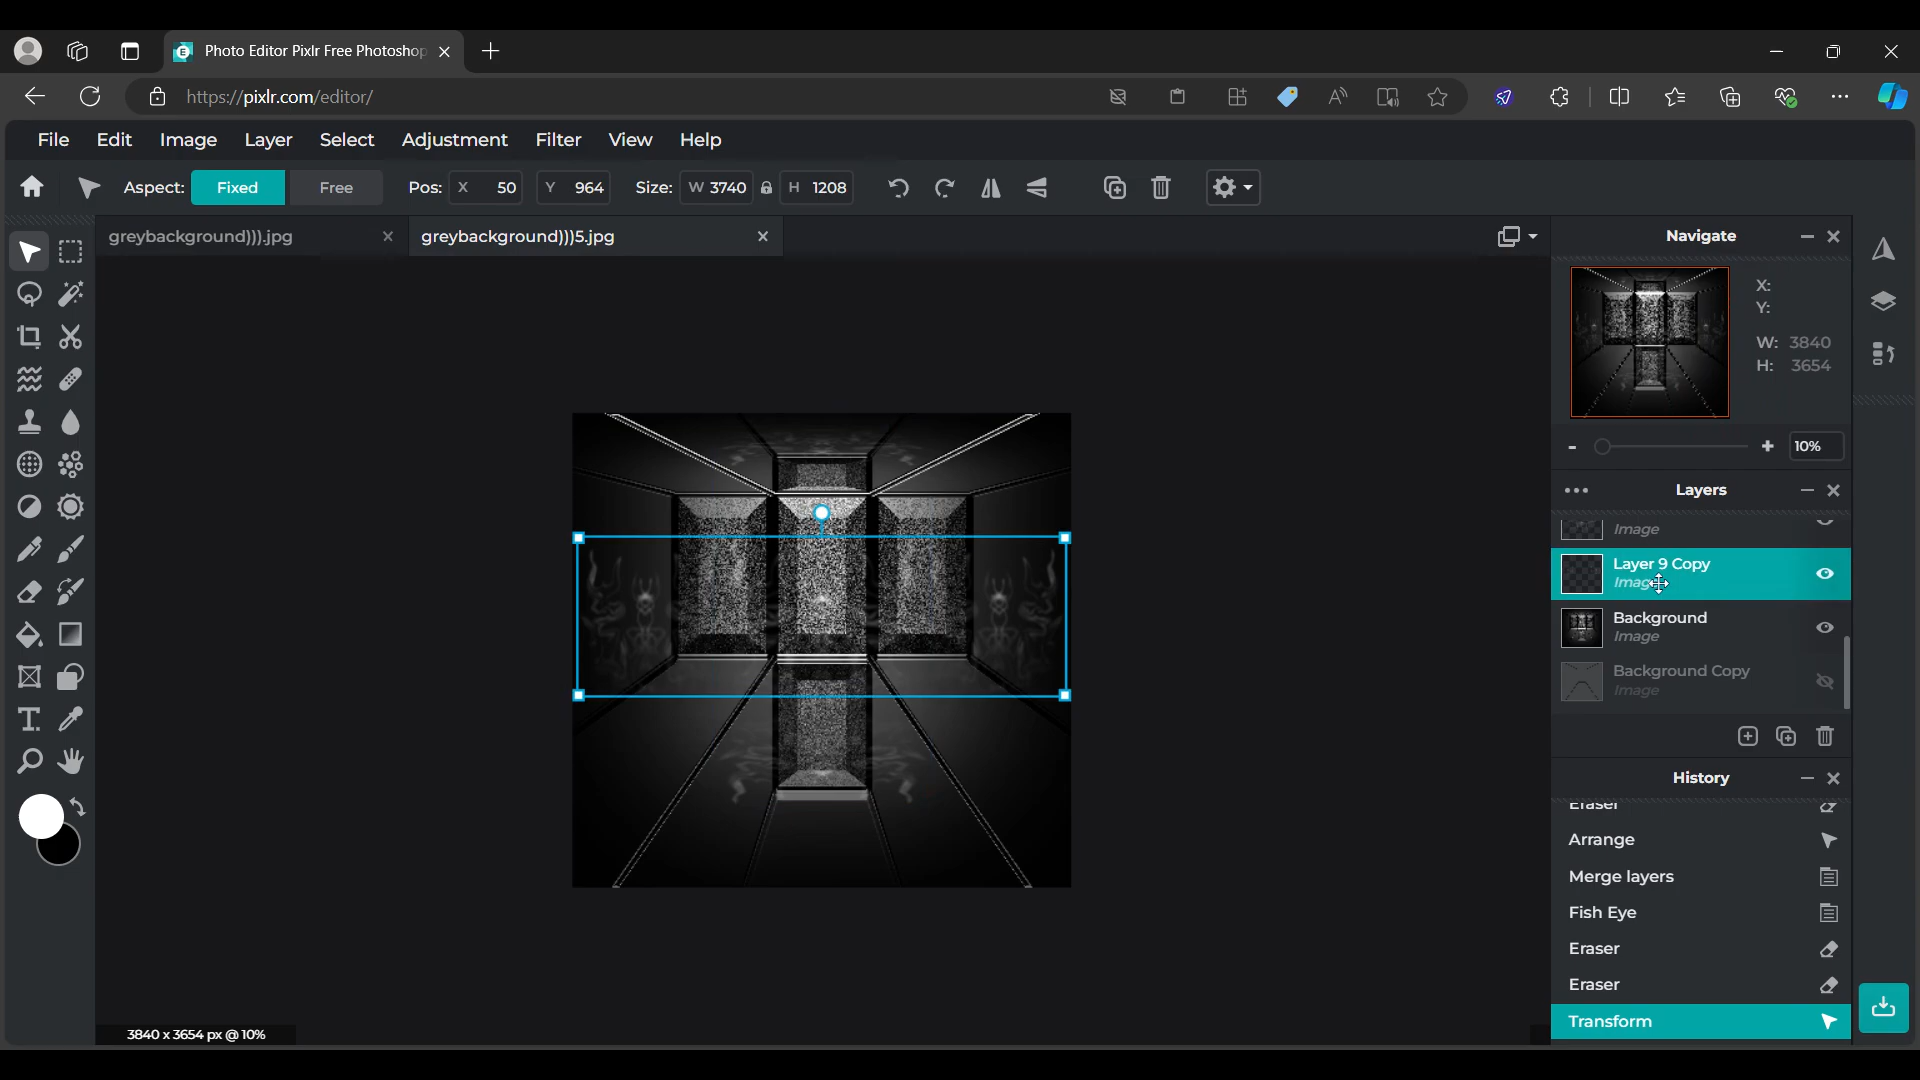 Photo Editor Pixlr Free Photoshop
https://pixlr.com/editor/
File Edit Image Layer Select Adjustment Filter View Help
Aspect: Fixed Free Pos: X 50 Y 964 Size: W 3740 H 1208
greybackground))).jpg
greybackground)))5.jpg
Navigate
X:
Y:
W: 3840
H: 3654
10%
Layers
Image
Layer 9 Copy
Image
Background
Image
Background Copy
Image
History
Eraser
Arrange
Merge layers
Fish Eye
Eraser
Eraser
Transform
3840 x 3654 px @ 10%